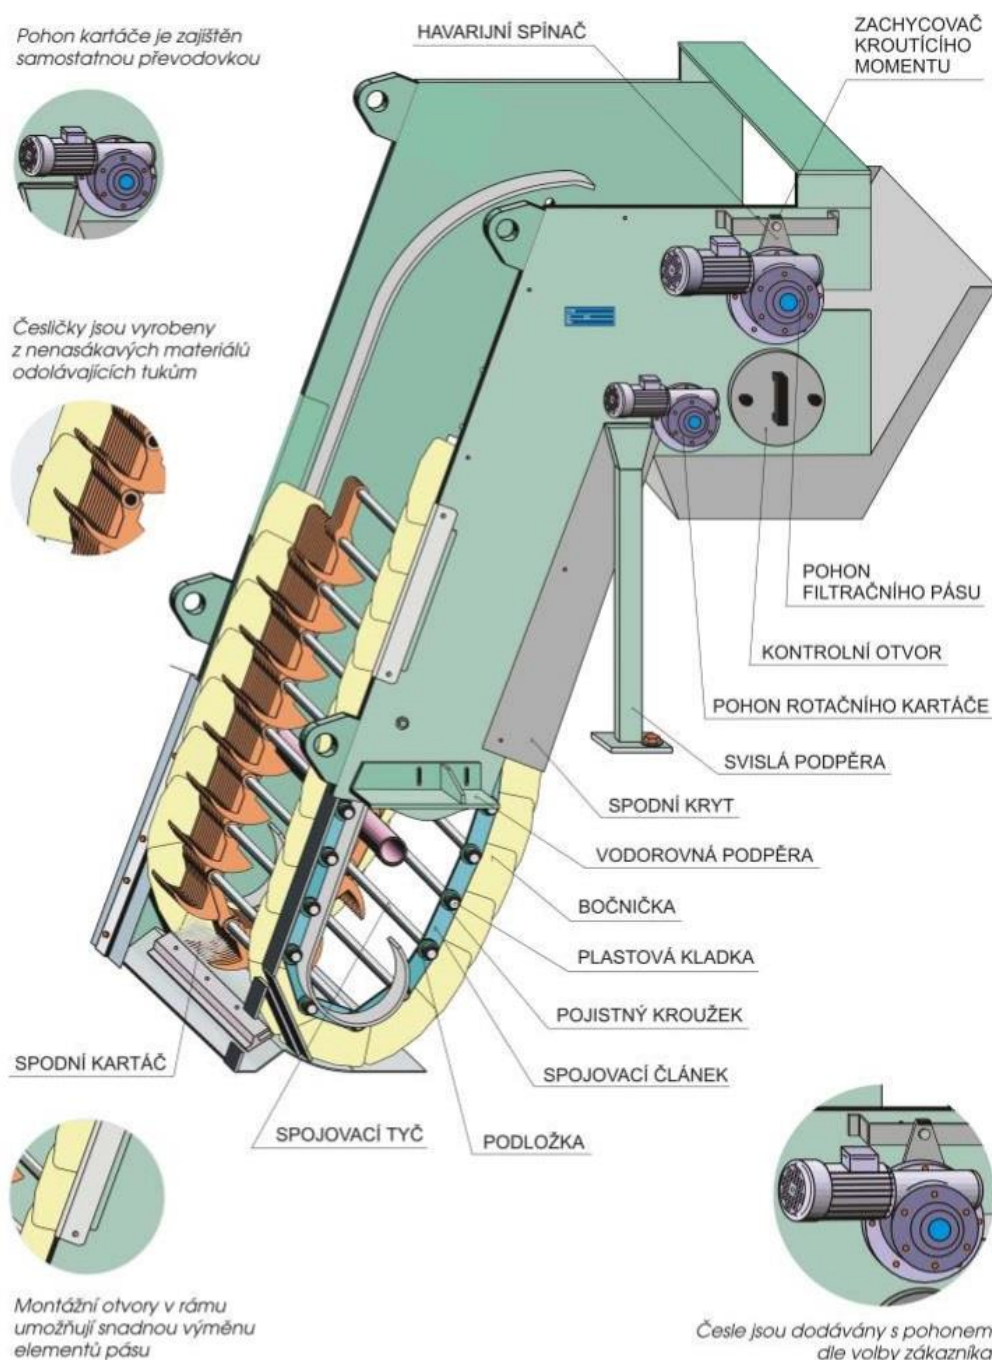 Pohon kartáče je zajištěn
samostatnou převodovkou
HAVARIJNÍ SPÍNAČ
ZACHYCOVAČ
KROUTÍCÍHO
MOMENTU
Česličky jsou vyrobeny
z nenasákavých materiálů
odolávajících tukům
POHON
FILTRAČNÍHO PÁSU
KONTROLNÍ OTVOR
POHON ROTAČNÍHO KARTÁČE
SVISLÁ PODPĚRA
SPODNÍ KRYT
VODOROVNÁ PODPĚRA
BOČNIČKA
PLASTOVÁ KLADKA
POJISTNÝ KROUŽEK
SPOJOVACÍ ČLÁNEK
SPODNÍ KARTÁČ
SPOJOVACÍ TYČ
PODLOŽKA
Montážní otvory v rámu
umožňují snadnou výměnu
elementů pásu
Česle jsou dodávány s pohonem
dle volby zákazníka